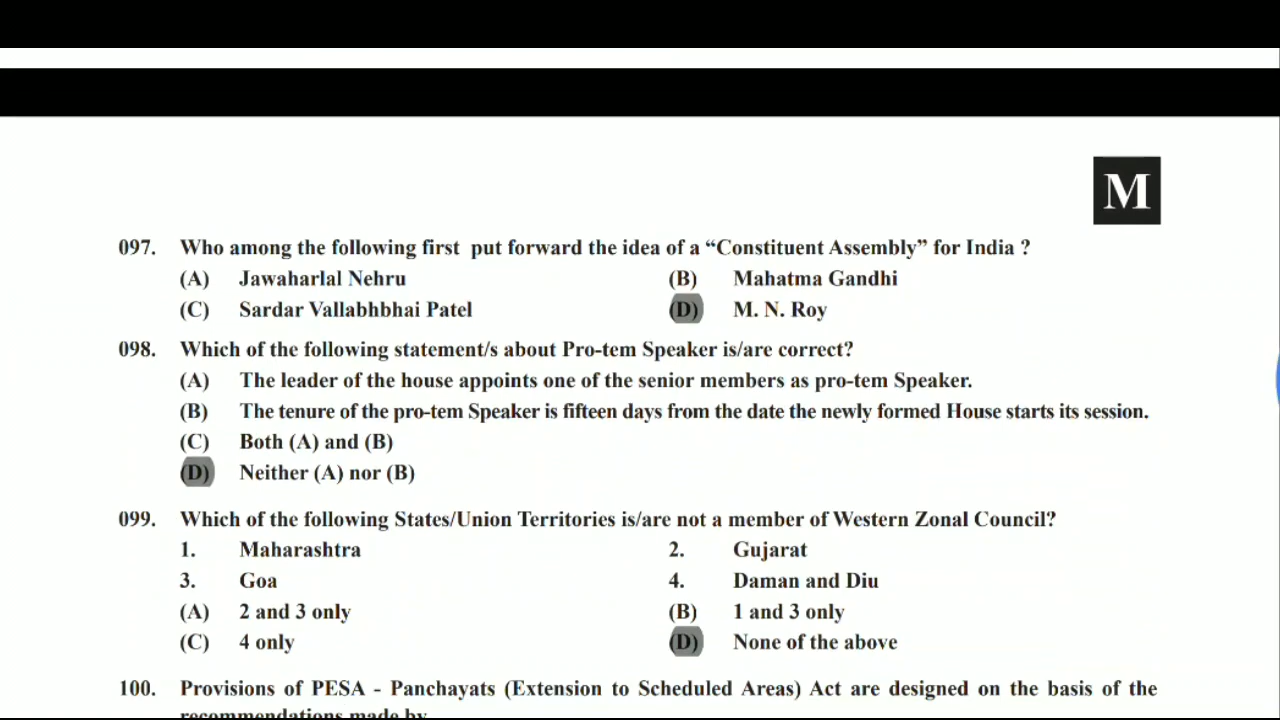 M
097. Who among the following first put forward the idea of a “Constituent Assembly” for India ?
(A) Jawaharlal Nehru (B) Mahatma Gandhi
(C) Sardar Vallabhbhai Patel (D) M. N. Roy
098. Which of the following statement/s about Pro-tem Speaker is/are correct?
(A) The leader of the house appoints one of the senior members as pro-tem Speaker.
(B) The tenure of the pro-tem Speaker is fifteen days from the date the newly formed House starts its session.
(C) Both (A) and (B)
(D) Neither (A) nor (B)
099. Which of the following States/Union Territories is/are not a member of Western Zonal Council?
1. Maharashtra 2. Gujarat
3. Goa 4. Daman and Diu
(A) 2 and 3 only (B) 1 and 3 only
(C) 4 only (D) None of the above
100. Provisions of PESA - Panchayats (Extension to Scheduled Areas) Act are designed on the basis of the
recommendations made by